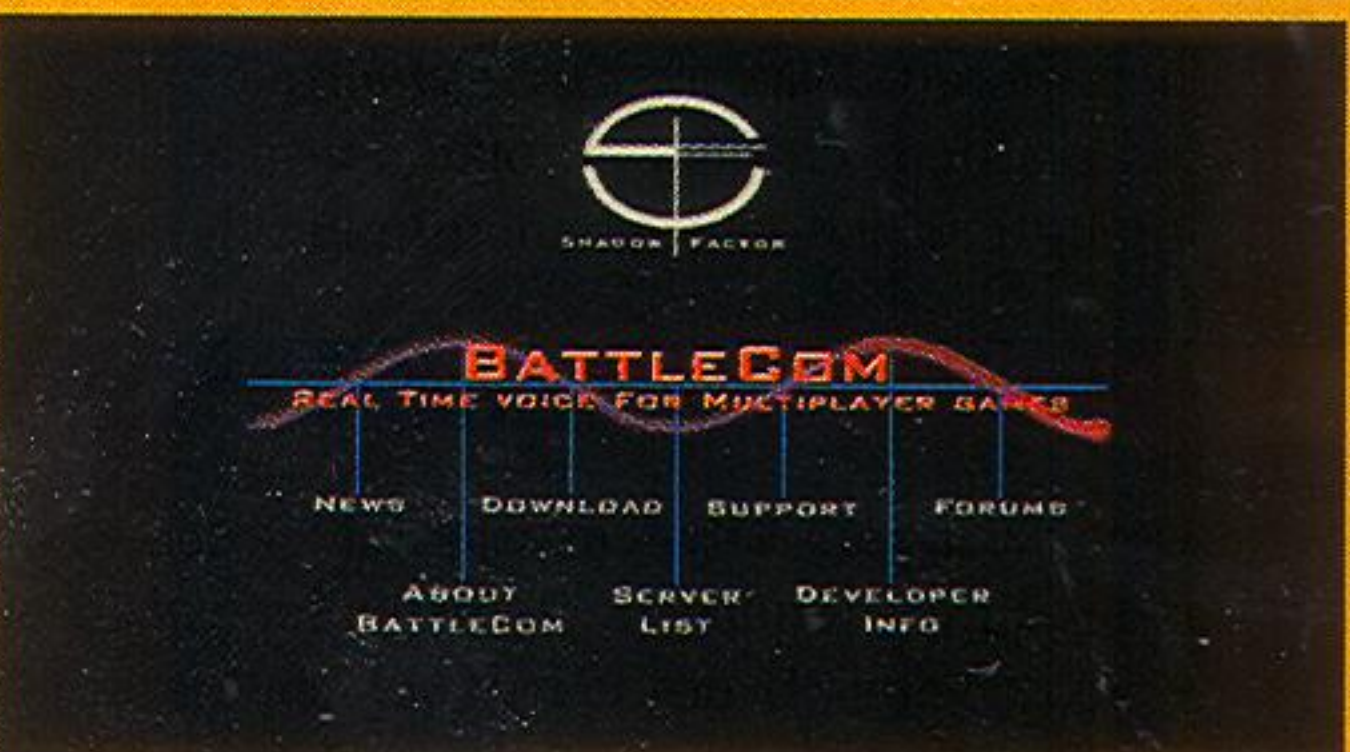 SHADOW FACTOR
BATTLECOM
REAL TIME VOICE FOR MULTIPLAYER GAMES
NEWS DOWNLOAD SUPPORT FORUMS
ABOUT SERVER DEVELOPER
BATTLECOM LIST INFO